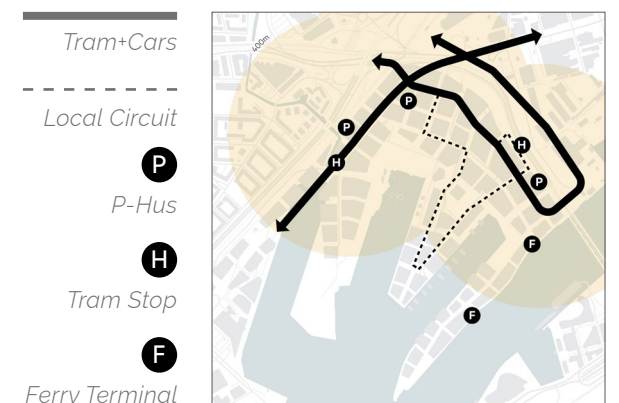 Tram+Cars
Local Circuit
P
P-Hus
H
Tram Stop
F
Ferry Terminal
400m
P
P
H
H
P
F
F